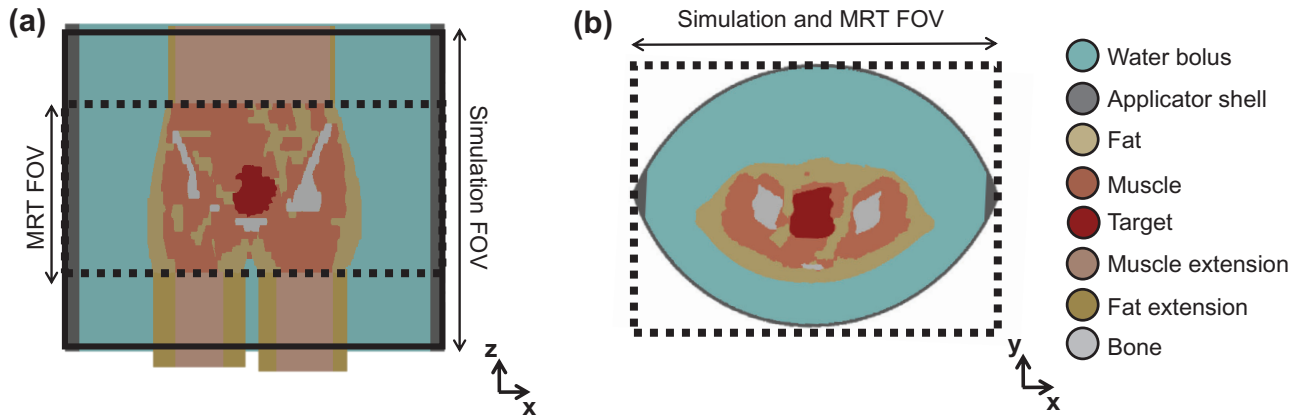 (a)
MRT FOV
Simulation FOV
z
x
(b)
Simulation and MRT FOV
y
x
Water bolus
Applicator shell
Fat
Muscle
Target
Muscle extension
Fat extension
Bone